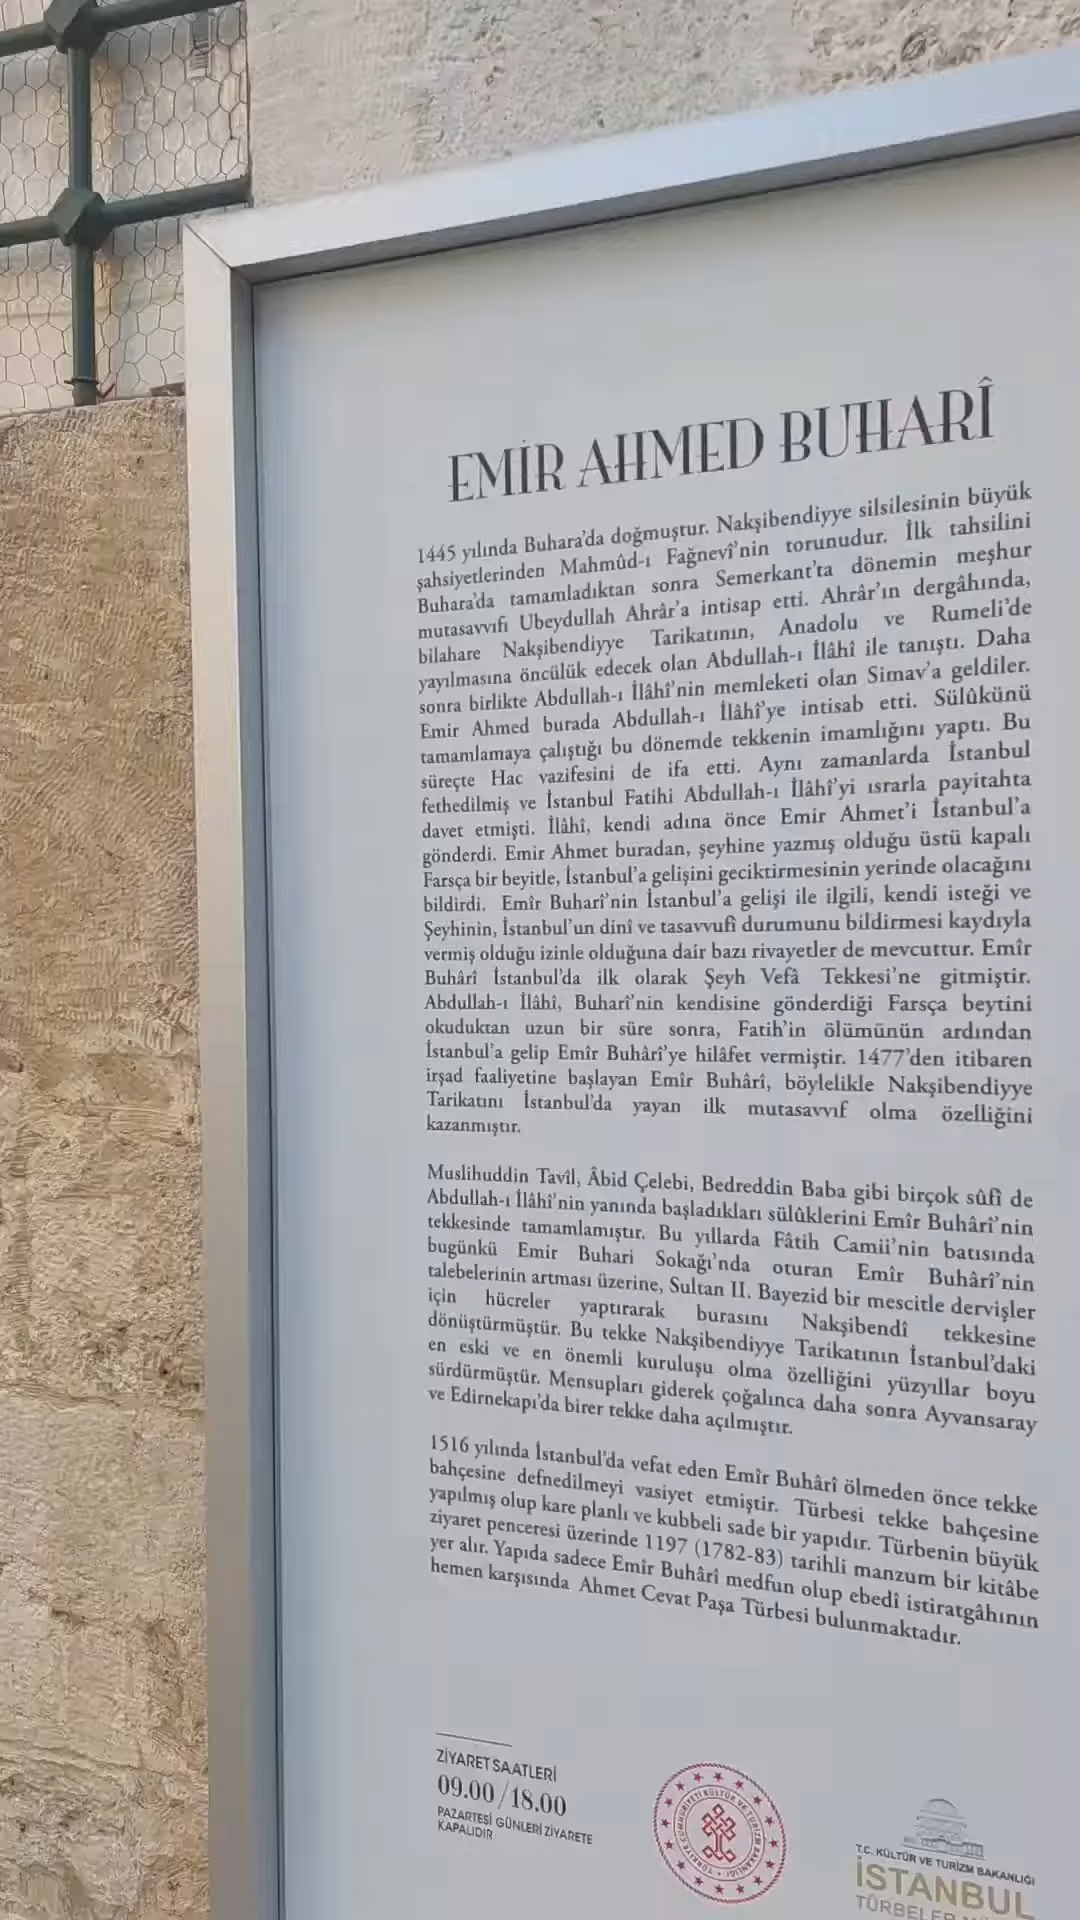 EMİR AHMED BUHARÎ
1445 yılında Buhara'da doğmuştur. Nakşibendiyye silsilesinin büyük
şahsiyetlerinden Mahmûd-ı Fağnevî'nin torunudur. İlk tahsilini
Buhara'da tamamladıktan sonra Semerkant'ta dönemin meşhur
mutasavvıfı Ubeydullah Ahrâr'a intisap etti. Ahrâr'ın dergâhında,
bilahare Nakşibendiyye Tarikatının, Anadolu ve Rumeli'de
yayılmasına öncülük edecek olan Abdullah-ı İlâhî ile tanıştı. Daha
sonra birlikte Abdullah-ı İlâhî'nin memleketi olan Simav'a geldiler.
Emir Ahmed burada Abdullah-ı İlâhî'ye intisab etti. Sülûkünü
tamamlamaya çalıştığı bu dönemde tekkenin imamlığını yaptı. Bu
süreçte Hac vazifesini de ifa etti. Aynı zamanlarda İstanbul
fethedilmiş ve İstanbul Fatihi Abdullah-ı İlâhî'yi ısrarla payitahta
davet etmişti. İlâhî, kendi adına önce Emir Ahmet'i İstanbul'a
gönderdi. Emir Ahmet buradan, şeyhine yazmış olduğu üstü kapalı
Farsça bir beyitle, İstanbul'a gelişini geciktirmesinin yerinde olacağını
bildirdi. Emîr Buharî'nin İstanbul'a gelişi ile ilgili, kendi isteği ve
Şeyhinin, İstanbul'un dinî ve tasavvufî durumunu bildirmesi kaydıyla
vermiş olduğu izinle olduğuna dair bazı rivayetler de mevcuttur. Emîr
Buhârî İstanbul'da ilk olarak Şeyh Vefâ Tekkesi'ne gitmiştir.
Abdullah-ı İlâhî, Buharî'nin kendisine gönderdiği Farsça beytini
okuduktan uzun bir süre sonra, Fatih'in ölümünün ardından
İstanbul'a gelip Emîr Buhârî'ye hilâfet vermiştir. 1477'den itibaren
irşad faaliyetine başlayan Emîr Buhârî, böylelikle Nakşibendiyye
Tarikatını İstanbul'da yayan ilk mutasavvıf olma özelliğini
kazanmıştır.
Muslihuddin Tavîl, Âbid Çelebi, Bedreddin Baba gibi birçok sûfî de
Abdullah-ı İlâhî'nin yanında başladıkları sülûklerini Emîr Buhârî'nin
tekkesinde tamamlamıştır. Bu yıllarda Fâtih Camii'nin batısında
bugünkü Emir Buhari Sokağı'nda oturan Emîr Buhârî'nin
talebelerinin artması üzerine, Sultan II. Bayezid bir mescitle dervişler
için hücreler yaptırarak burasını Nakşibendî tekkesine
dönüştürmüştür. Bu tekke Nakşibendiyye Tarikatının İstanbul'daki
en eski ve en önemli kuruluşu olma özelliğini yüzyıllar boyu
sürdürmüştür. Mensupları giderek çoğalınca daha sonra Ayvansaray
ve Edirnekapı'da birer tekke daha açılmıştır.
1516 yılında İstanbul'da vefat eden Emîr Buhârî ölmeden önce tekke
bahçesine defnedilmeyi vasiyet etmiştir. Türbesi tekke bahçesine
yapılmış olup kare planlı ve kubbeli sade bir yapıdır. Türbenin büyük
ziyaret penceresi üzerinde 1197 (1782-83) tarihli manzum bir kitâbe
yer alır. Yapıda sadece Emîr Buhârî medfun olup ebedî istiratgâhının
hemen karşısında Ahmet Cevat Paşa Türbesi bulunmaktadır.
ZİYARET SAATLERİ
09.00/18.00
PAZARTESİ GÜNLERİ ZİYARETE
KAPALIDIR
TÜRKİYE CUMHURİYETİ KÜLTÜR VE TURİZM BAKANLIĞI
T.C. KÜLTÜR VE TURİZM BAKANLIĞI
İSTANBUL
TÜRBELER